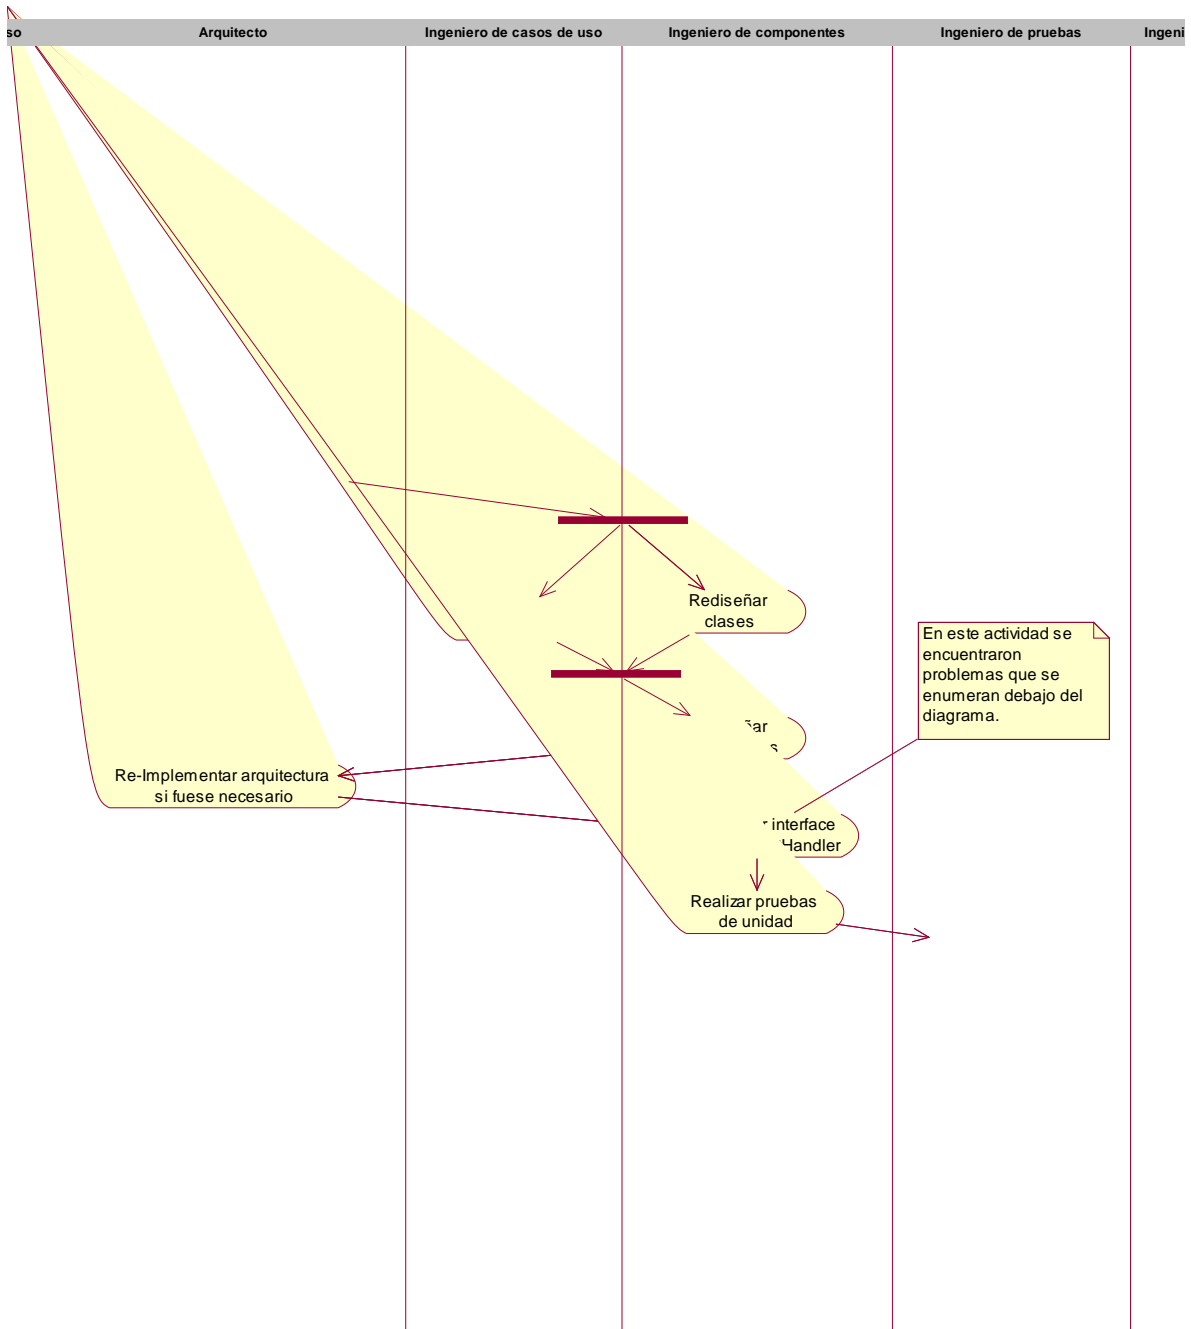 so
Arquitecto
Ingeniero de casos de uso
Ingeniero de componentes
Ingeniero de pruebas
Ingeni
Rediseñar
clases
En este actividad se
encuentraron
problemas que se
enumeran debajo del
diagrama.
ñar
s
Re-Implementar arquitectura
si fuese necesario
r interface
Handler
Realizar pruebas
de unidad